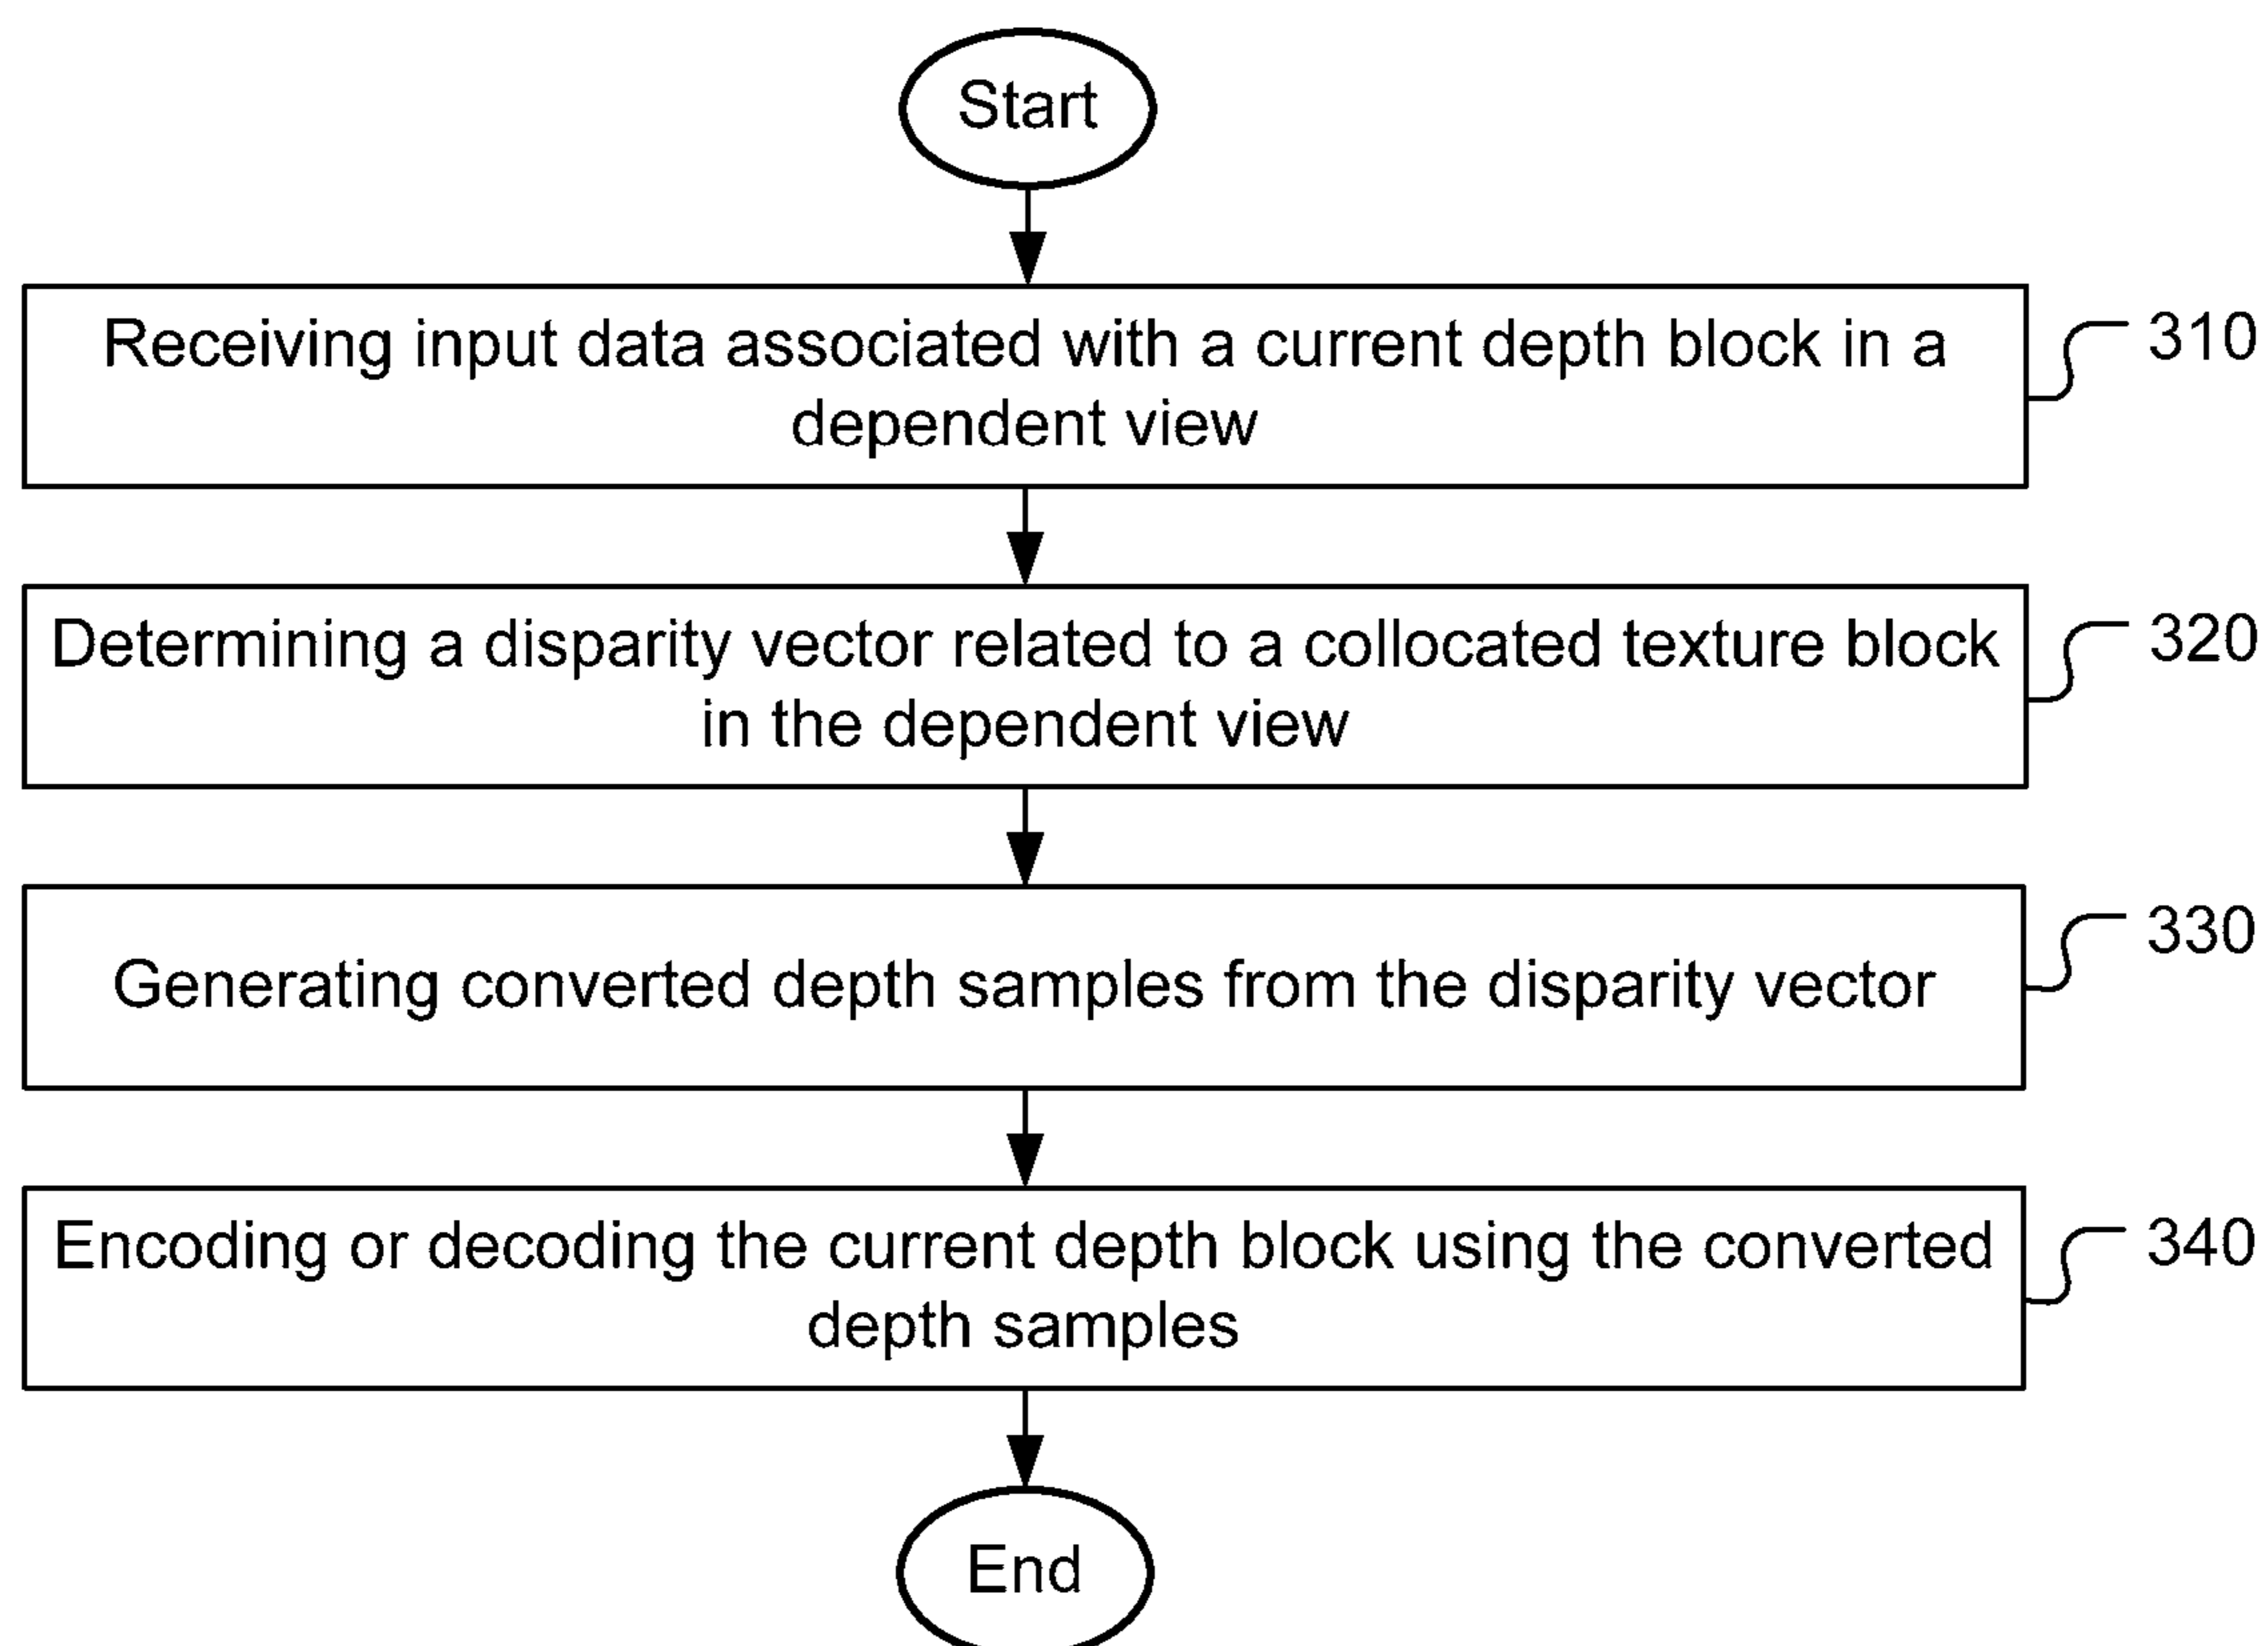 Start
Receiving input data associated with a current depth block in a
dependent view
310
Determining a disparity vector related to a collocated texture block
in the dependent view
320
Generating converted depth samples from the disparity vector
330
Encoding or decoding the current depth block using the converted
depth samples
340
End